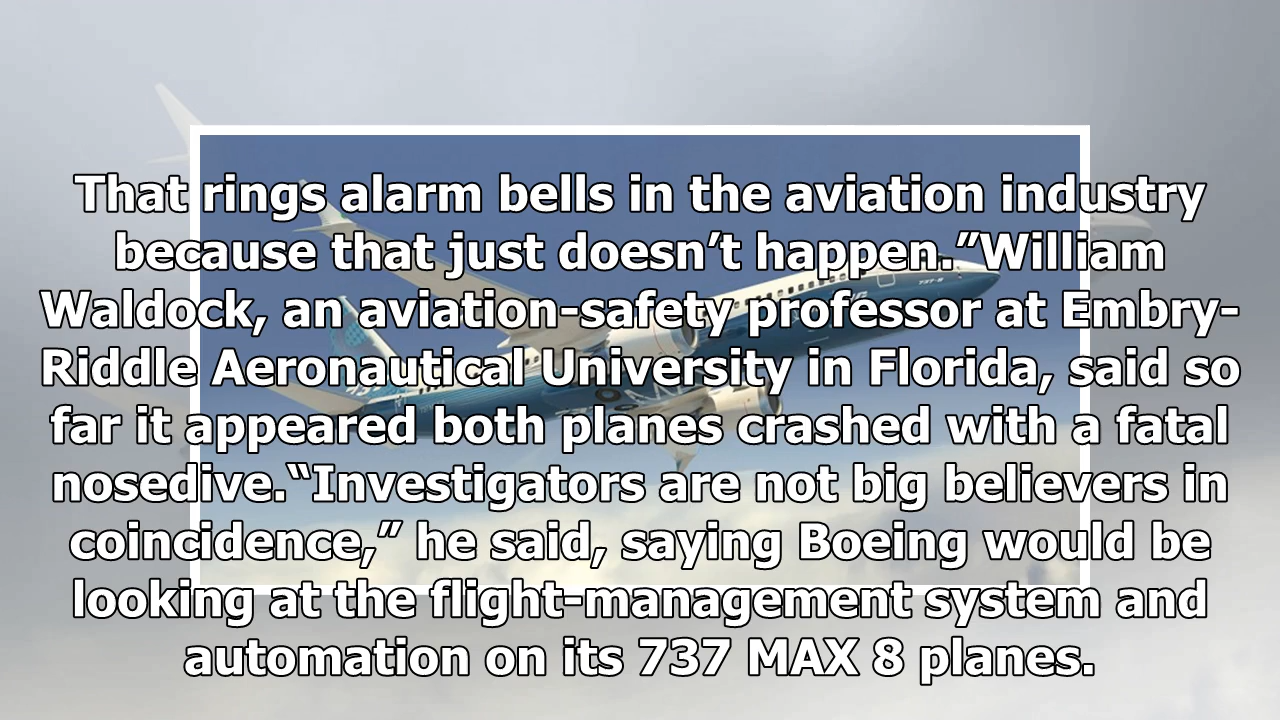 That rings alarm bells in the aviation industry
because that just doesn’t happen.”William
Waldock, an aviation-safety professor at Embry-
Riddle Aeronautical University in Florida, said so
far it appeared both planes crashed with a fatal
nosedive.“Investigators are not big believers in
coincidence,” he said, saying Boeing would be
looking at the flight-management system and
automation on its 737 MAX 8 planes.
737-8